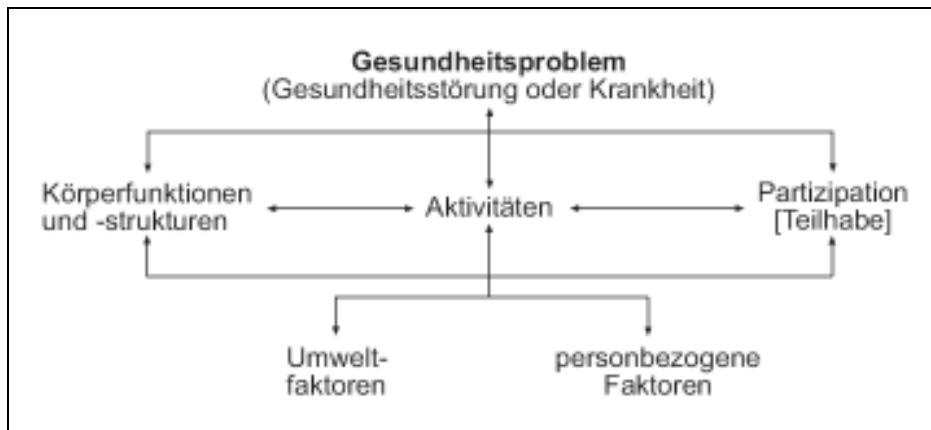 Gesundheitsproblem
(Gesundheitsstörung oder Krankheit)
Körperfunktionen
und -strukturen
Aktivitäten
Partizipation
[Teilhabe]
Umwelt-
faktoren
personbezogene
Faktoren